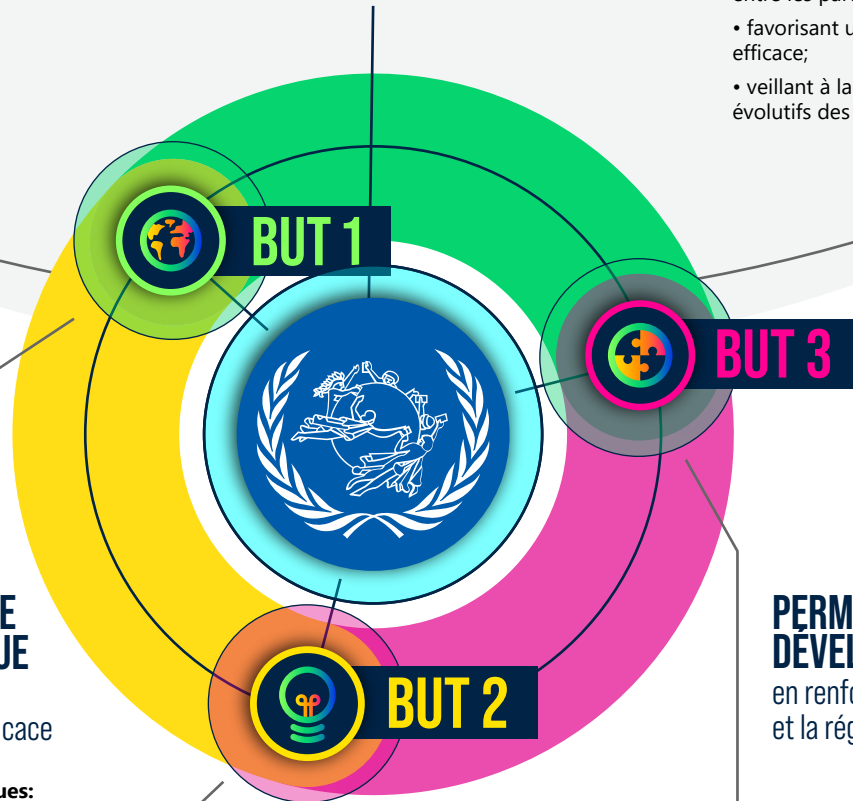 • favorisant u
efficace;
• veillant à la
évolutifs des
BUT 1
BUT 3
BUT 2
E
UE
cace
ues:
PERM
DÉVEL
en renfo
et la rég